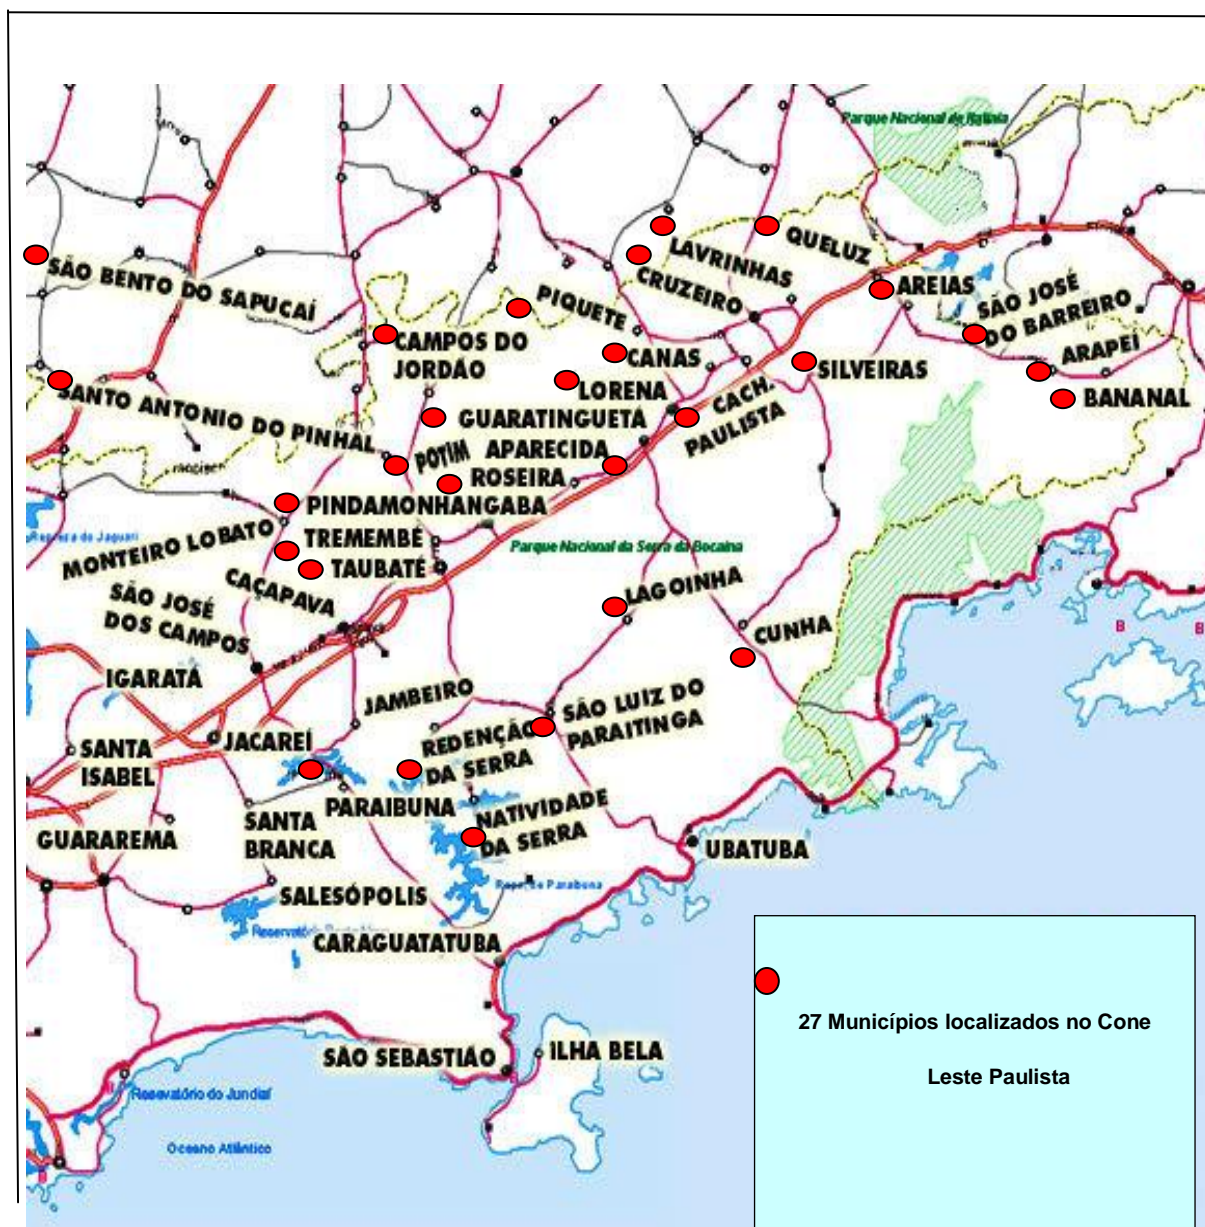 Parque Nacional de Itatiaia
LAVRINHAS
QUELUZ
SÃO BENTO DO SAPUCAÍ
CRUZEIRO
AREIAS
PIQUETE
SÃO JOSÉ
DO BARREIRO
CAMPOS DO
JORDÃO
CANAS
ARAPEÍ
SILVEIRAS
LORENA
SANTO ANTONIO DO PINHAL
CACH.
PAULISTA
BANANAL
GUARATINGUETÁ
POTIM
APARECIDA
ROSEIRA
PINDAMONHANGABA
MONTEIRO LOBATO
TREMEMBÉ
Represa do Jaguari
Parque Nacional da Serra da Bocaina
TAUBATÉ
CAÇAPAVA
LAGOINHA
SÃO JOSÉ
DOS CAMPOS
CUNHA
B
B
IGARATÁ
JAMBEIRO
SÃO LUIZ DO
PARAITINGA
SANTA
ISABEL
JACAREÍ
REDENÇÃO
DA SERRA
PARAIBUNA
NATIVIDADE
DA SERRA
GUARAREMA
SANTA
BRANCA
UBATUBA
SALESÓPOLIS
CARAGUATATUBA
27 Municípios localizados no Cone
Leste Paulista
SÃO SEBASTIÃO
ILHA BELA
Reservatório do Jundiaí
Oceano Atlântico
B